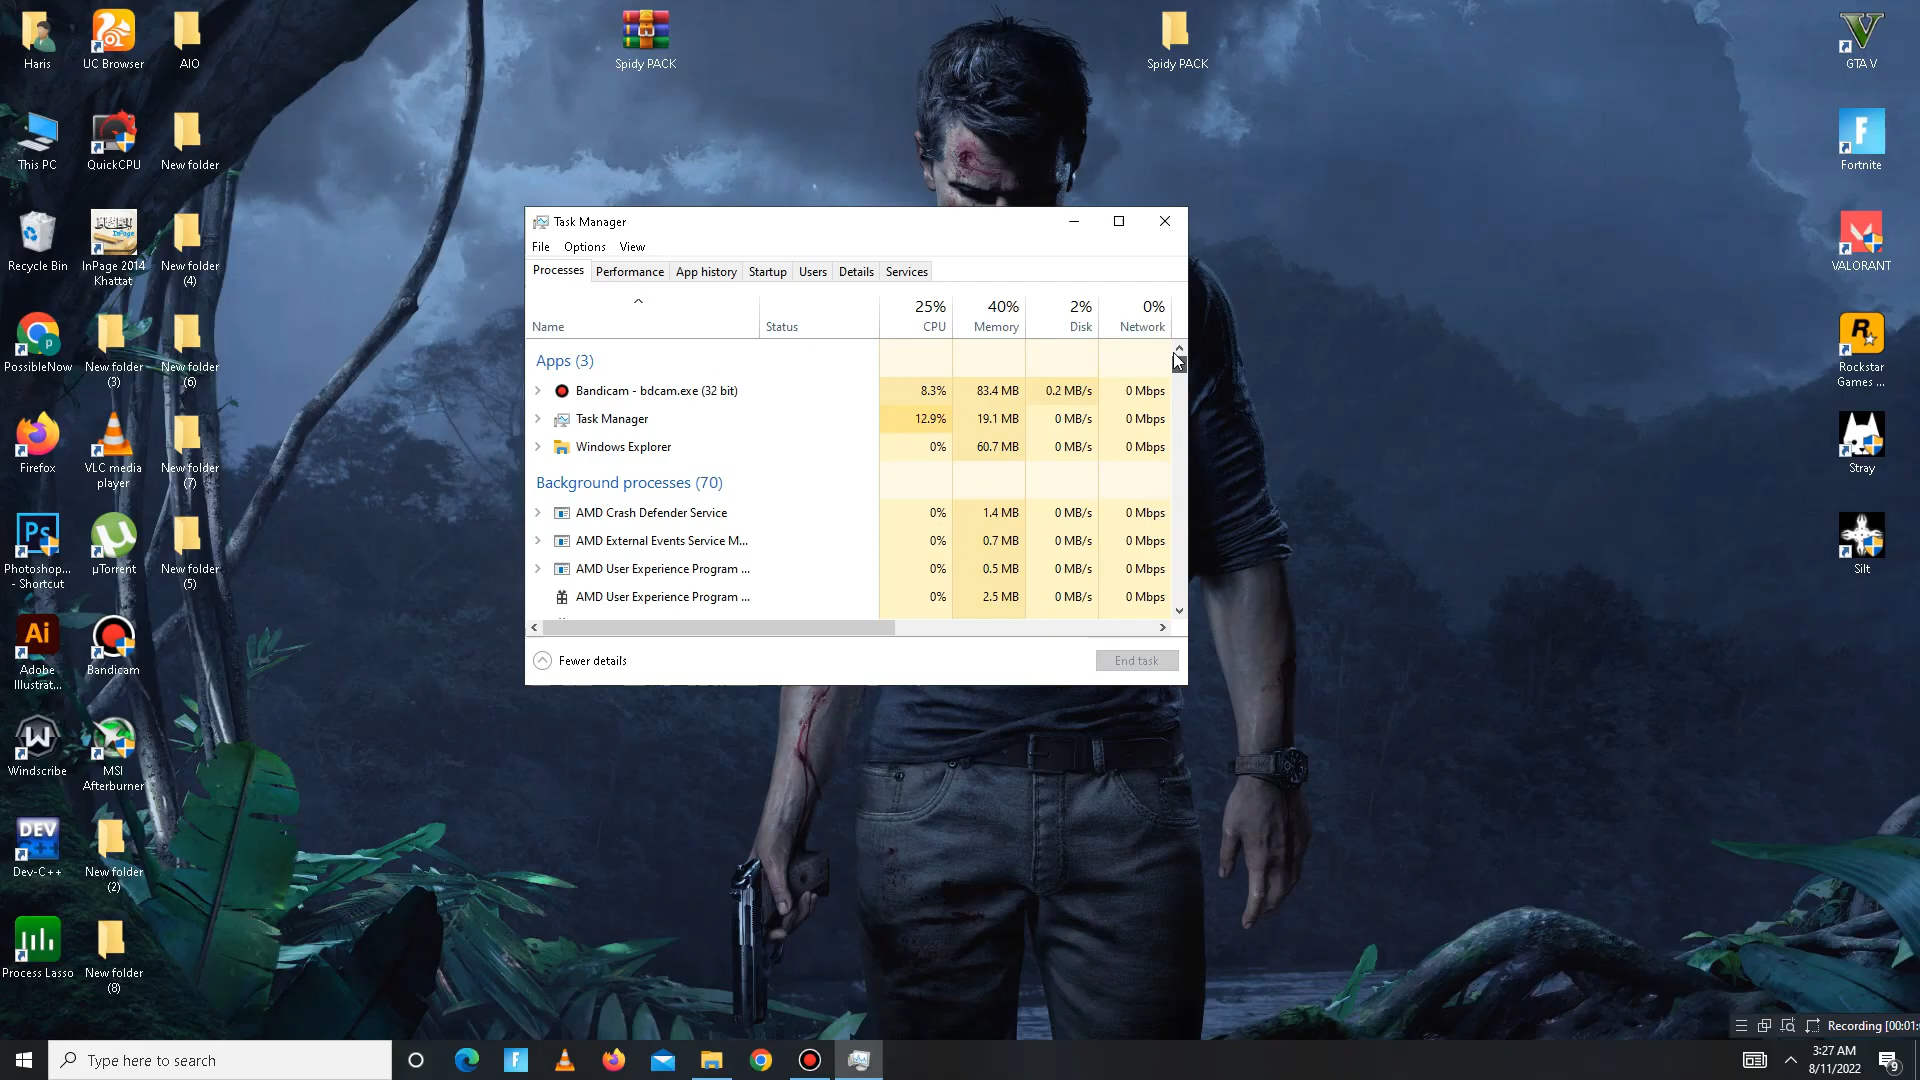 Haris
UC Browser
AIO
Spidy PACK
Spidy PACK
GTA V
This PC
QuickCPU
New folder
Fortnite
Recycle Bin
InPage 2014
Khattat
New folder
(4)
VALORANT
PossibleNow
New folder
(3)
New folder
(6)
Rockstar
Games ...
Firefox
VLC media
player
New folder
(7)
Stray
Photoshop...
- Shortcut
µTorrent
New folder
(5)
Silt
Adobe
Illustrat...
Bandicam
Windscribe
MSI
Afterburner
DEV
C++
Dev-C++
New folder
(2)
Process Lasso
New folder
(8)
Task Manager
File Options View
Processes Performance App history Startup Users Details Services
25% 40% 2% 0%
Name Status CPU Memory Disk Network
Apps (3)
Bandicam - bdcam.exe (32 bit) 8.3% 83.4 MB 0.2 MB/s 0 Mbps
Task Manager 12.9% 19.1 MB 0 MB/s 0 Mbps
Windows Explorer 0% 60.7 MB 0 MB/s 0 Mbps
Background processes (70)
AMD Crash Defender Service 0% 1.4 MB 0 MB/s 0 Mbps
AMD External Events Service M... 0% 0.7 MB 0 MB/s 0 Mbps
AMD User Experience Program ... 0% 0.5 MB 0 MB/s 0 Mbps
AMD User Experience Program ... 0% 2.5 MB 0 MB/s 0 Mbps
Fewer details
End task
Recording [00:01:
Type here to search
3:27 AM
8/11/2022
9